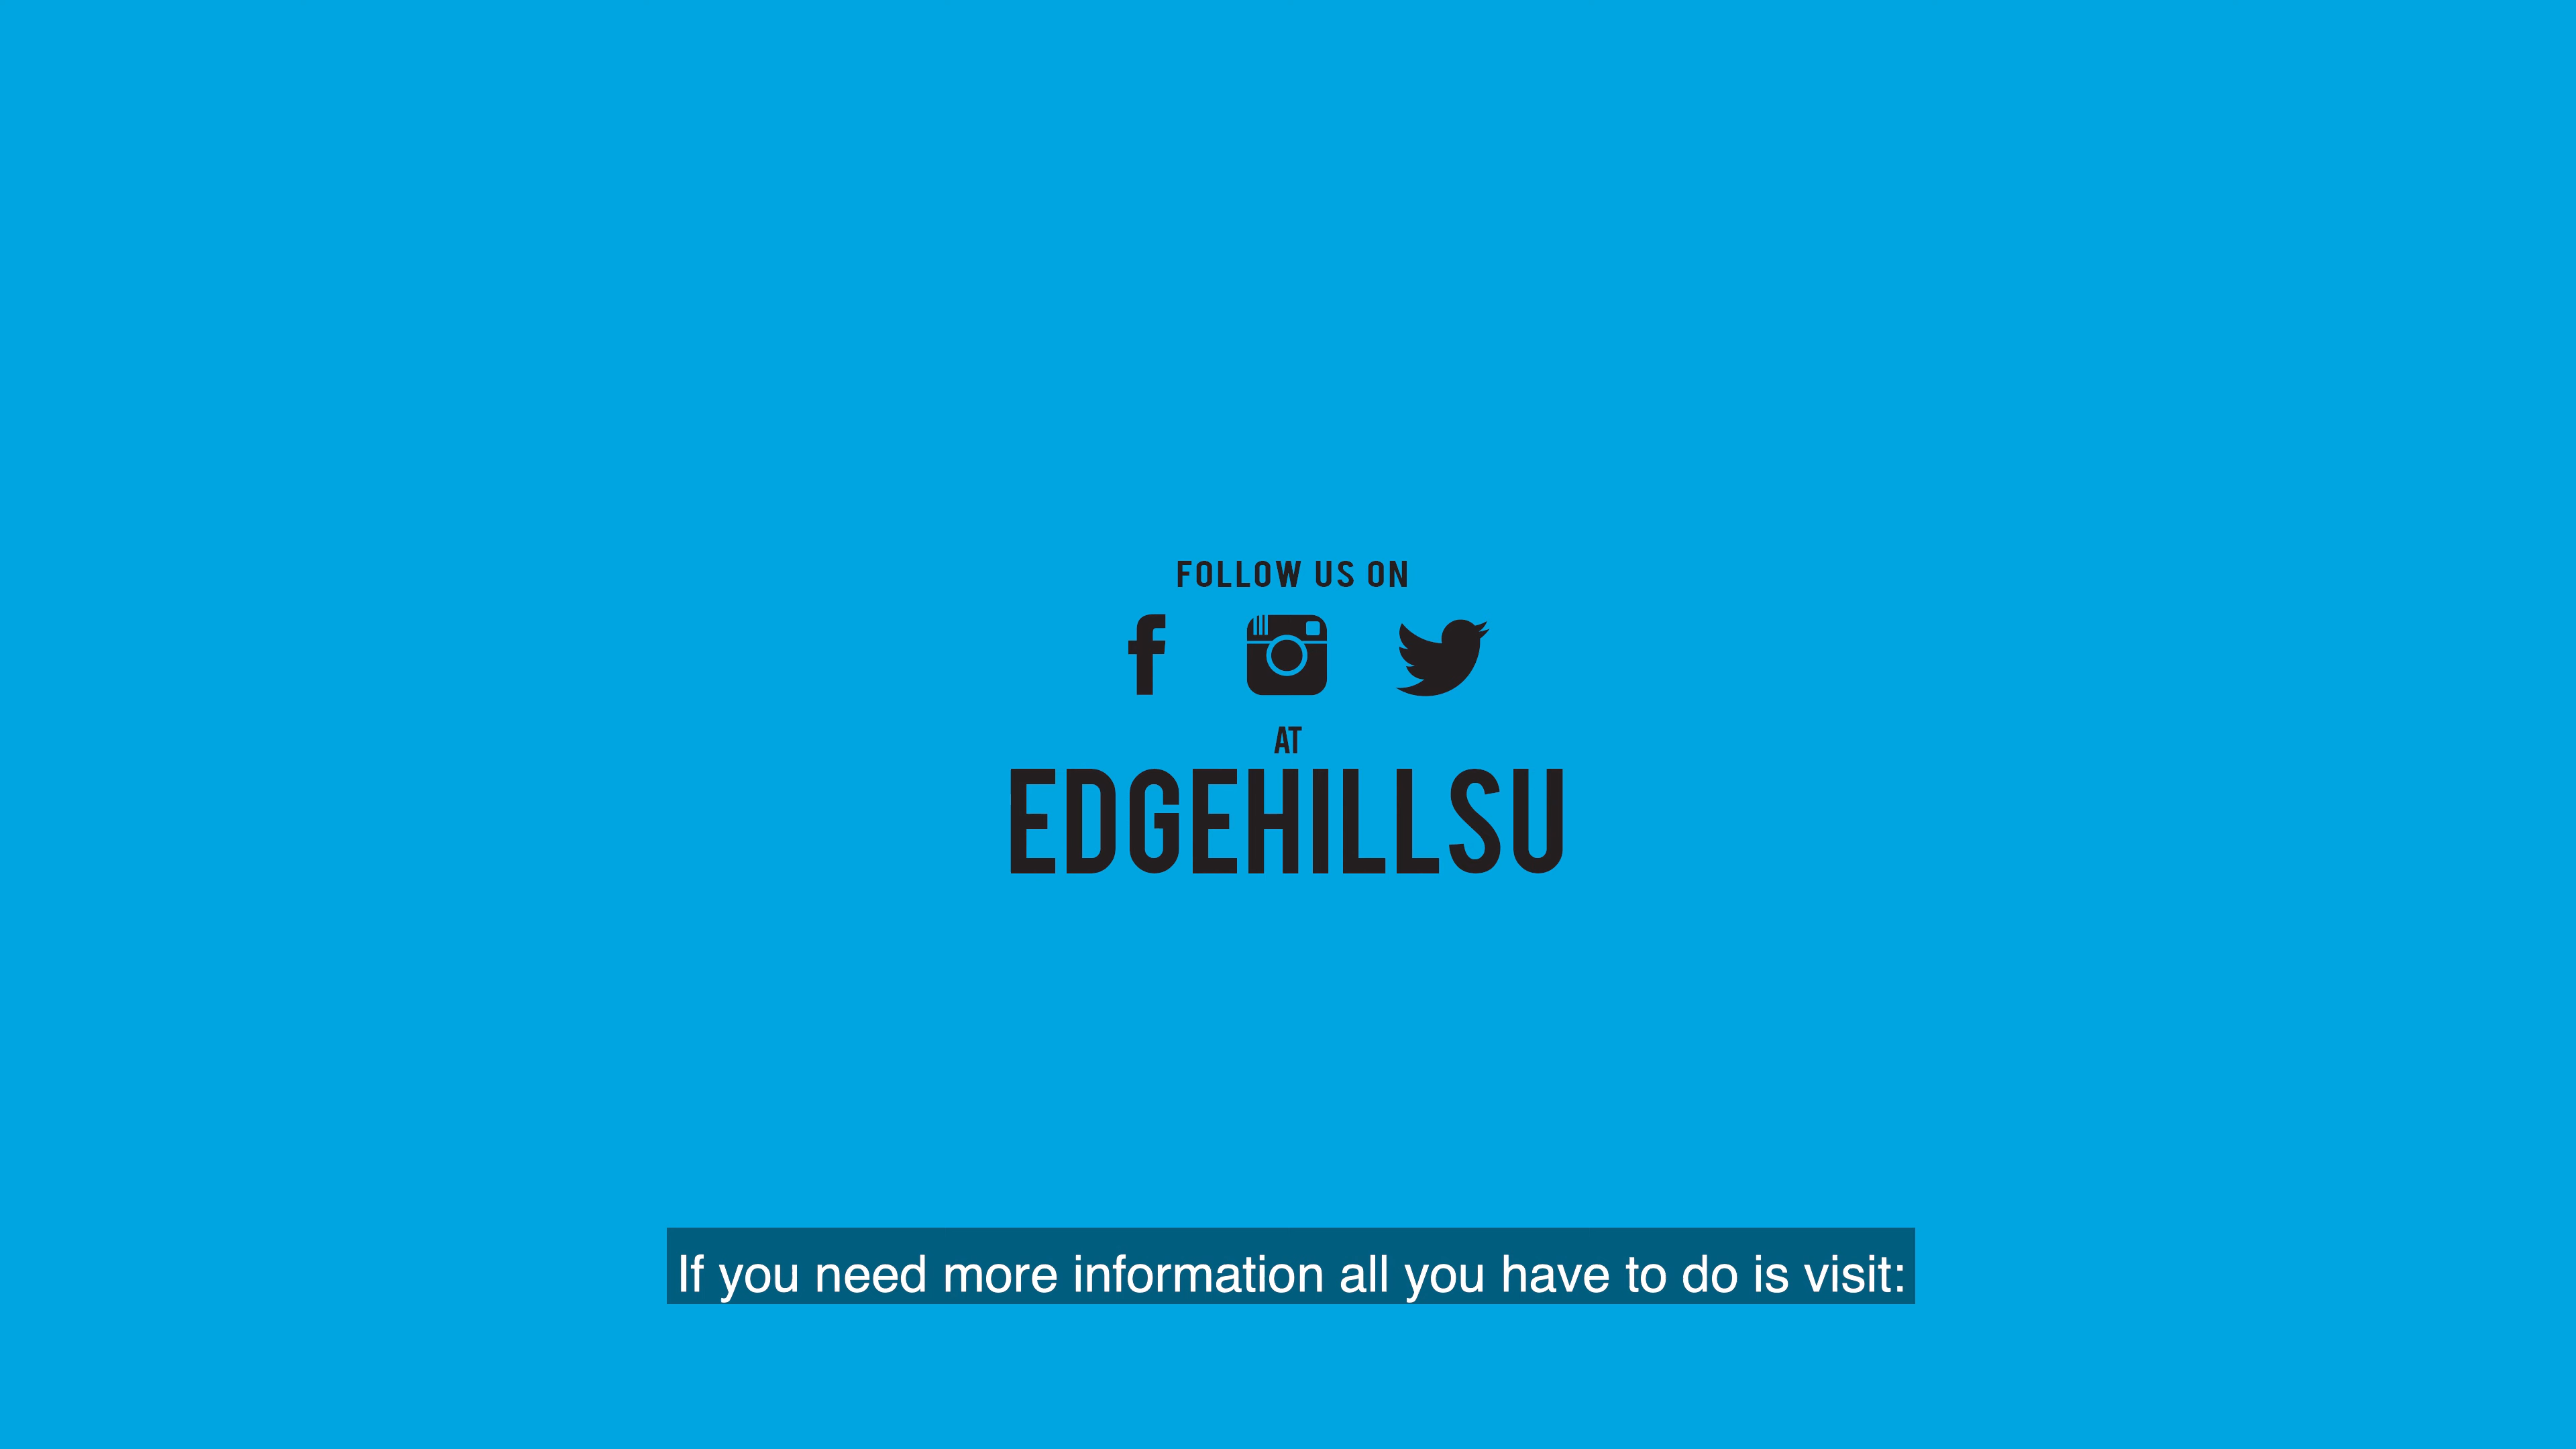 FOLLOW US ON
AT
EDGEHILLSU
If you need more information all you have to do is visit: